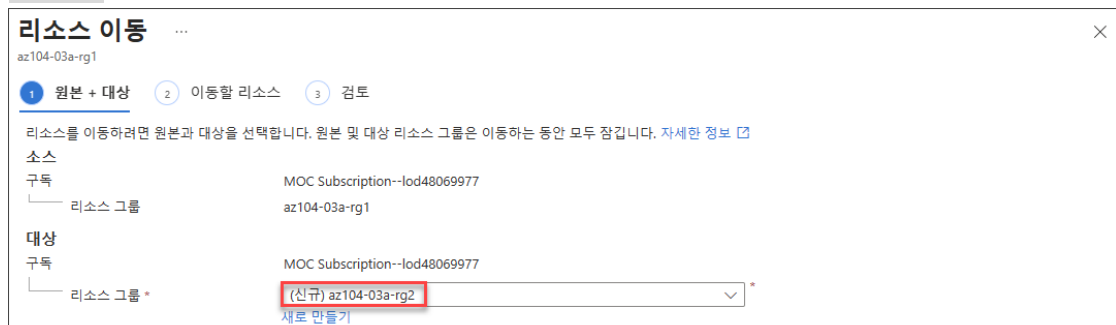 리소스 이동 ...
az104-03a-rg1
1 원본 + 대상 2 이동할 리소스 3 검토
리소스를 이동하려면 원본과 대상을 선택합니다. 원본 및 대상 리소스 그룹은 이동하는 동안 모두 잠깁니다. 자세한 정보
소스
구독 MOC Subscription--lod48069977
리소스 그룹 az104-03a-rg1
대상
구독 MOC Subscription--lod48069977
리소스 그룹 * (신규) az104-03a-rg2 *
새로 만들기